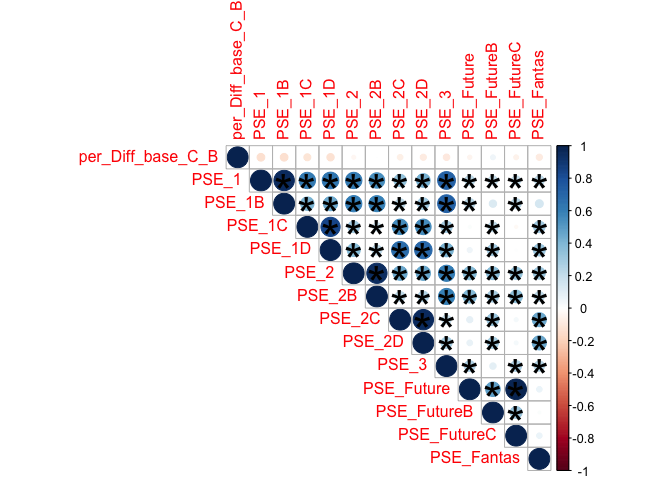 per_Diff_base_C_B
PSE_1
PSE_1B
PSE_1C
PSE_1D
PSE_2
PSE_2B
PSE_2C
PSE_2D
PSE_3
PSE_Future
PSE_FutureB
PSE_FutureC
PSE_Fantas
per_Diff_base_C_B
PSE_1
PSE_1B
PSE_1C
PSE_1D
PSE_2
PSE_2B
PSE_2C
PSE_2D
PSE_3
PSE_Future
PSE_FutureB
PSE_FutureC
PSE_Fantas
1
0.8
0.6
0.4
0.2
0
-0.2
-0.4
-0.6
-0.8
-1